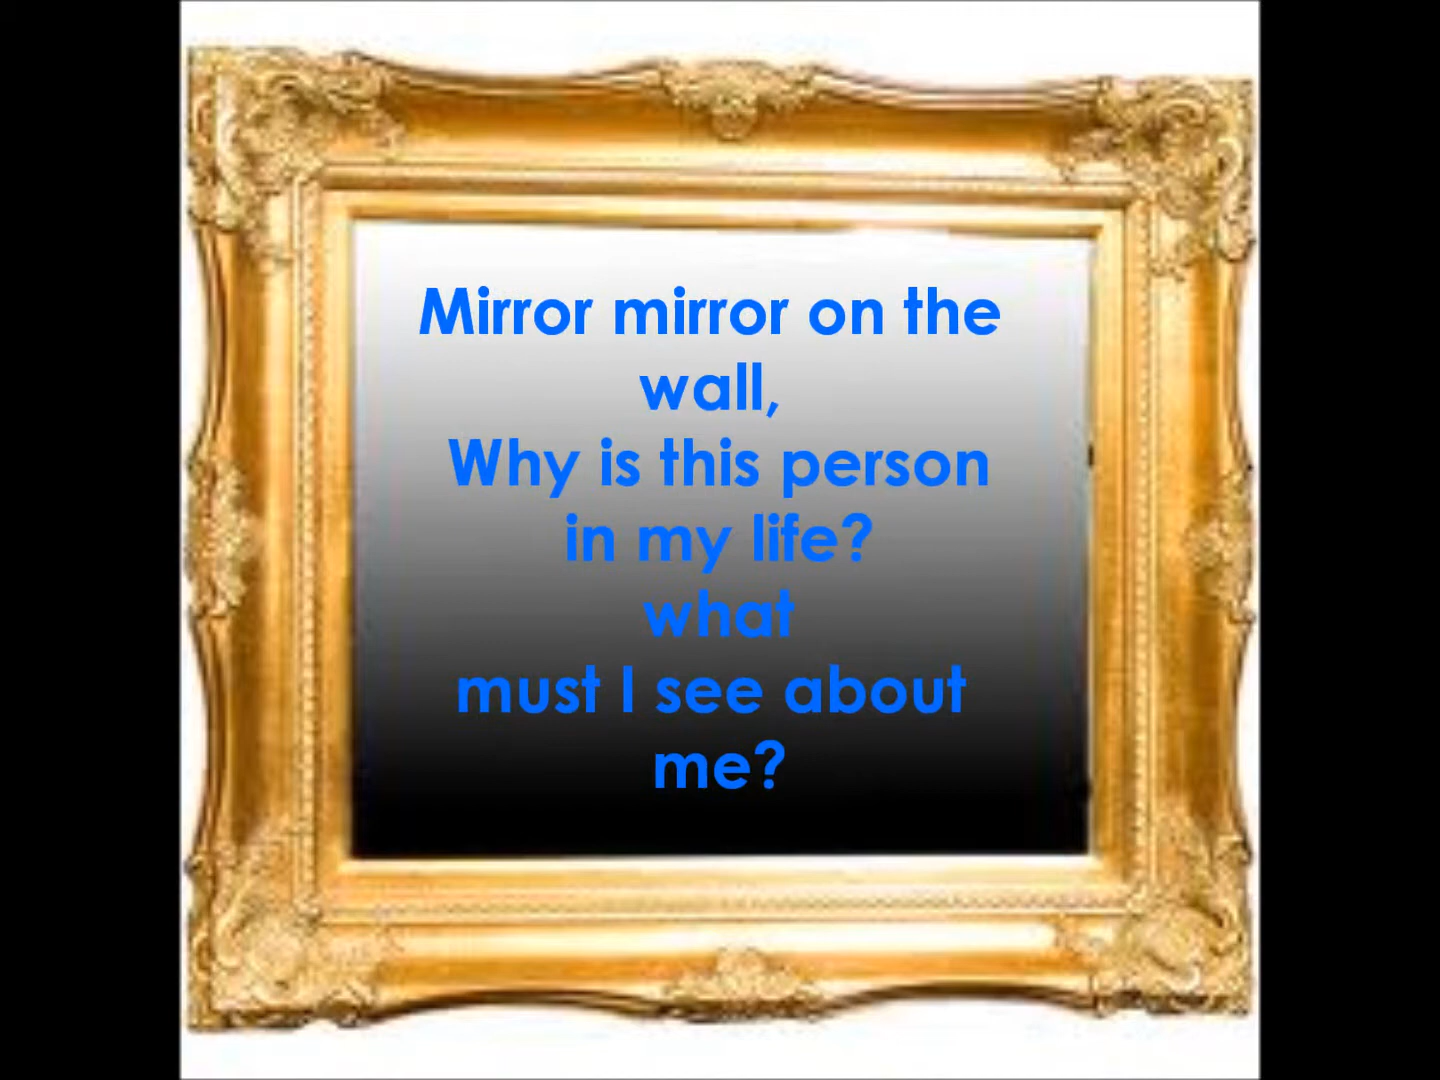 Mirror mirror on the
wall,
Why is this person
in my life?
what
must I see about
me?